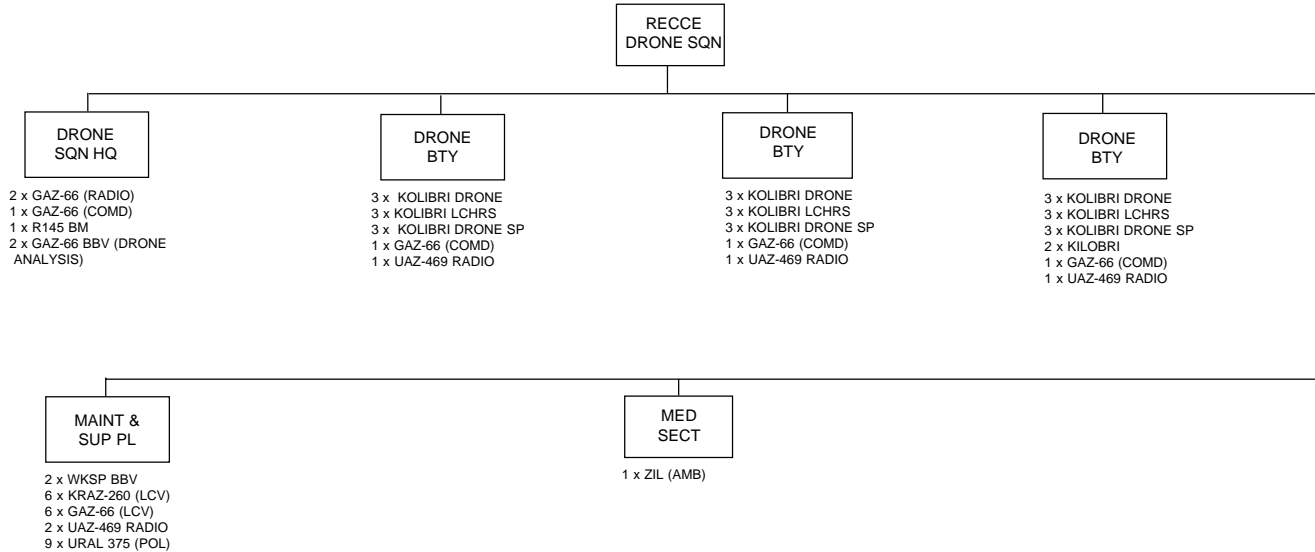 RECCE
DRONE SQN
DRONE
SQN HQ
2 x GAZ-66 (RADIO)
1 x GAZ-66 (COMD)
1 x R145 BM
2 x GAZ-66 BBV (DRONE
ANALYSIS)
DRONE
BTY
3 x KOLIBRI DRONE
3 x KOLIBRI LCHRS
3 x KOLIBRI DRONE SP
1 x GAZ-66 (COMD)
1 x UAZ-469 RADIO
DRONE
BTY
3 x KOLIBRI DRONE
3 x KOLIBRI LCHRS
3 x KOLIBRI DRONE SP
1 x GAZ-66 (COMD)
1 x UAZ-469 RADIO
DRONE
BTY
3 x KOLIBRI DRONE
3 x KOLIBRI LCHRS
3 x KOLIBRI DRONE SP
2 x KILOBRI
1 x GAZ-66 (COMD)
1 x UAZ-469 RADIO
MAINT &
SUP PL
2 x WKSP BBV
6 x KRAZ-260 (LCV)
6 x GAZ-66 (LCV)
2 x UAZ-469 RADIO
9 x URAL 375 (POL)
MED
SECT
1 x ZIL (AMB)